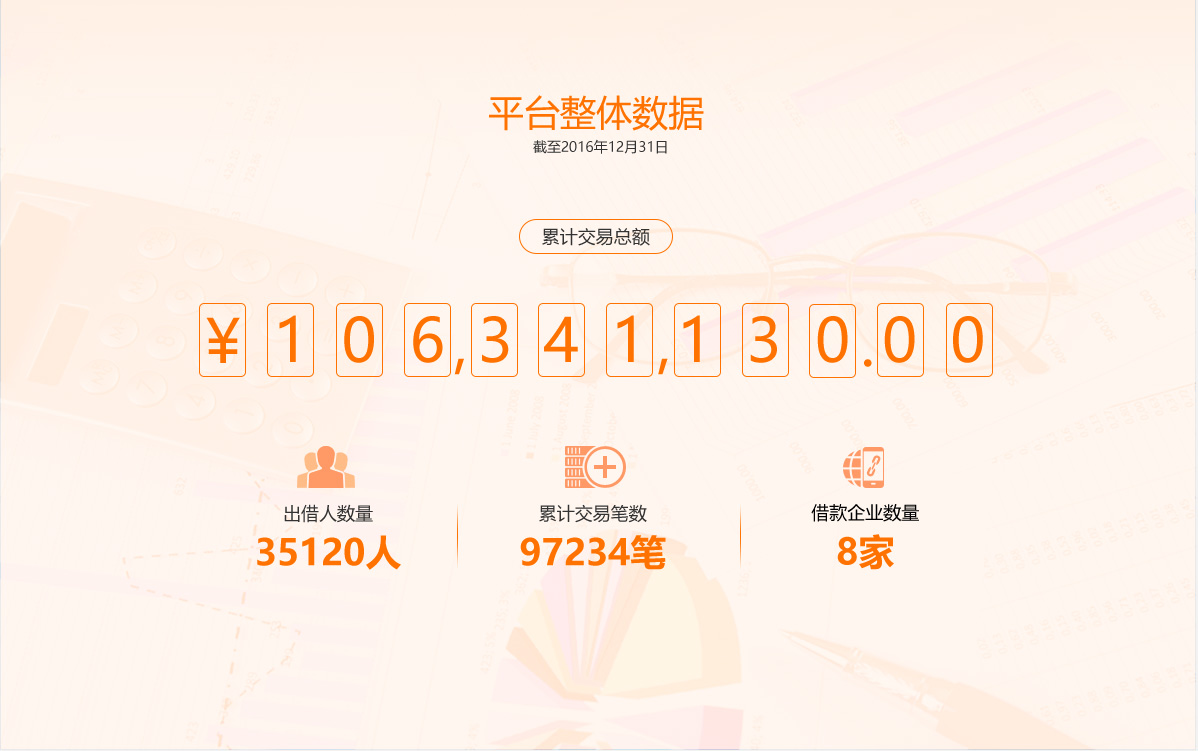 平台整体数据
截至2016年12月31日
累计交易总额
¥106,341,130.00
出借人数量
35120人
累计交易笔数
97234笔
借款企业数量
8家